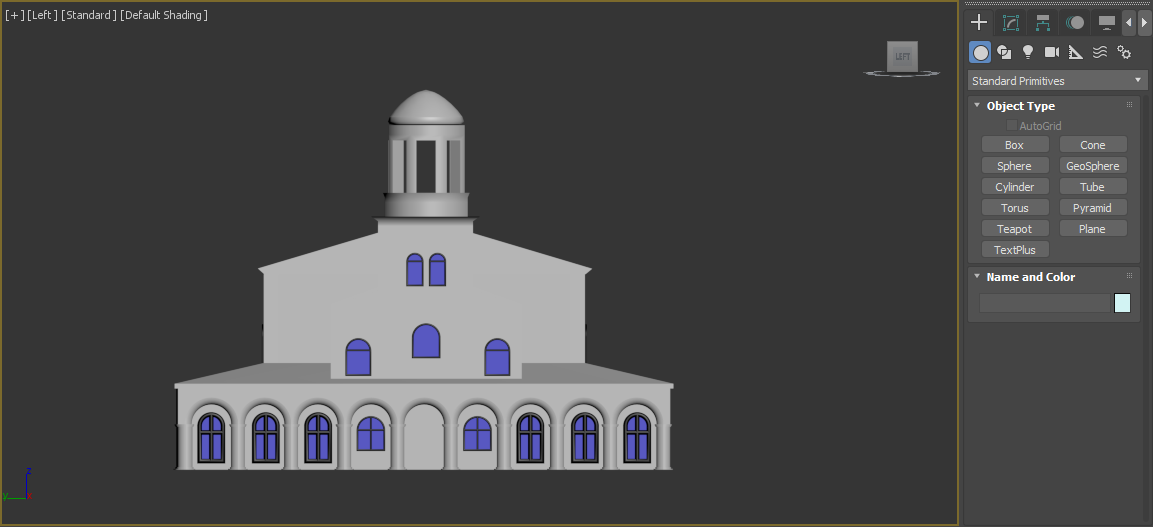 [+] [Left ] [Standard ] [Default Shading ]
LEFT
Standard Primitives
Object Type
AutoGrid
Box Cone
Sphere GeoSphere
Cylinder Tube
Torus Pyramid
Teapot Plane
TextPlus
Name and Color
z
y